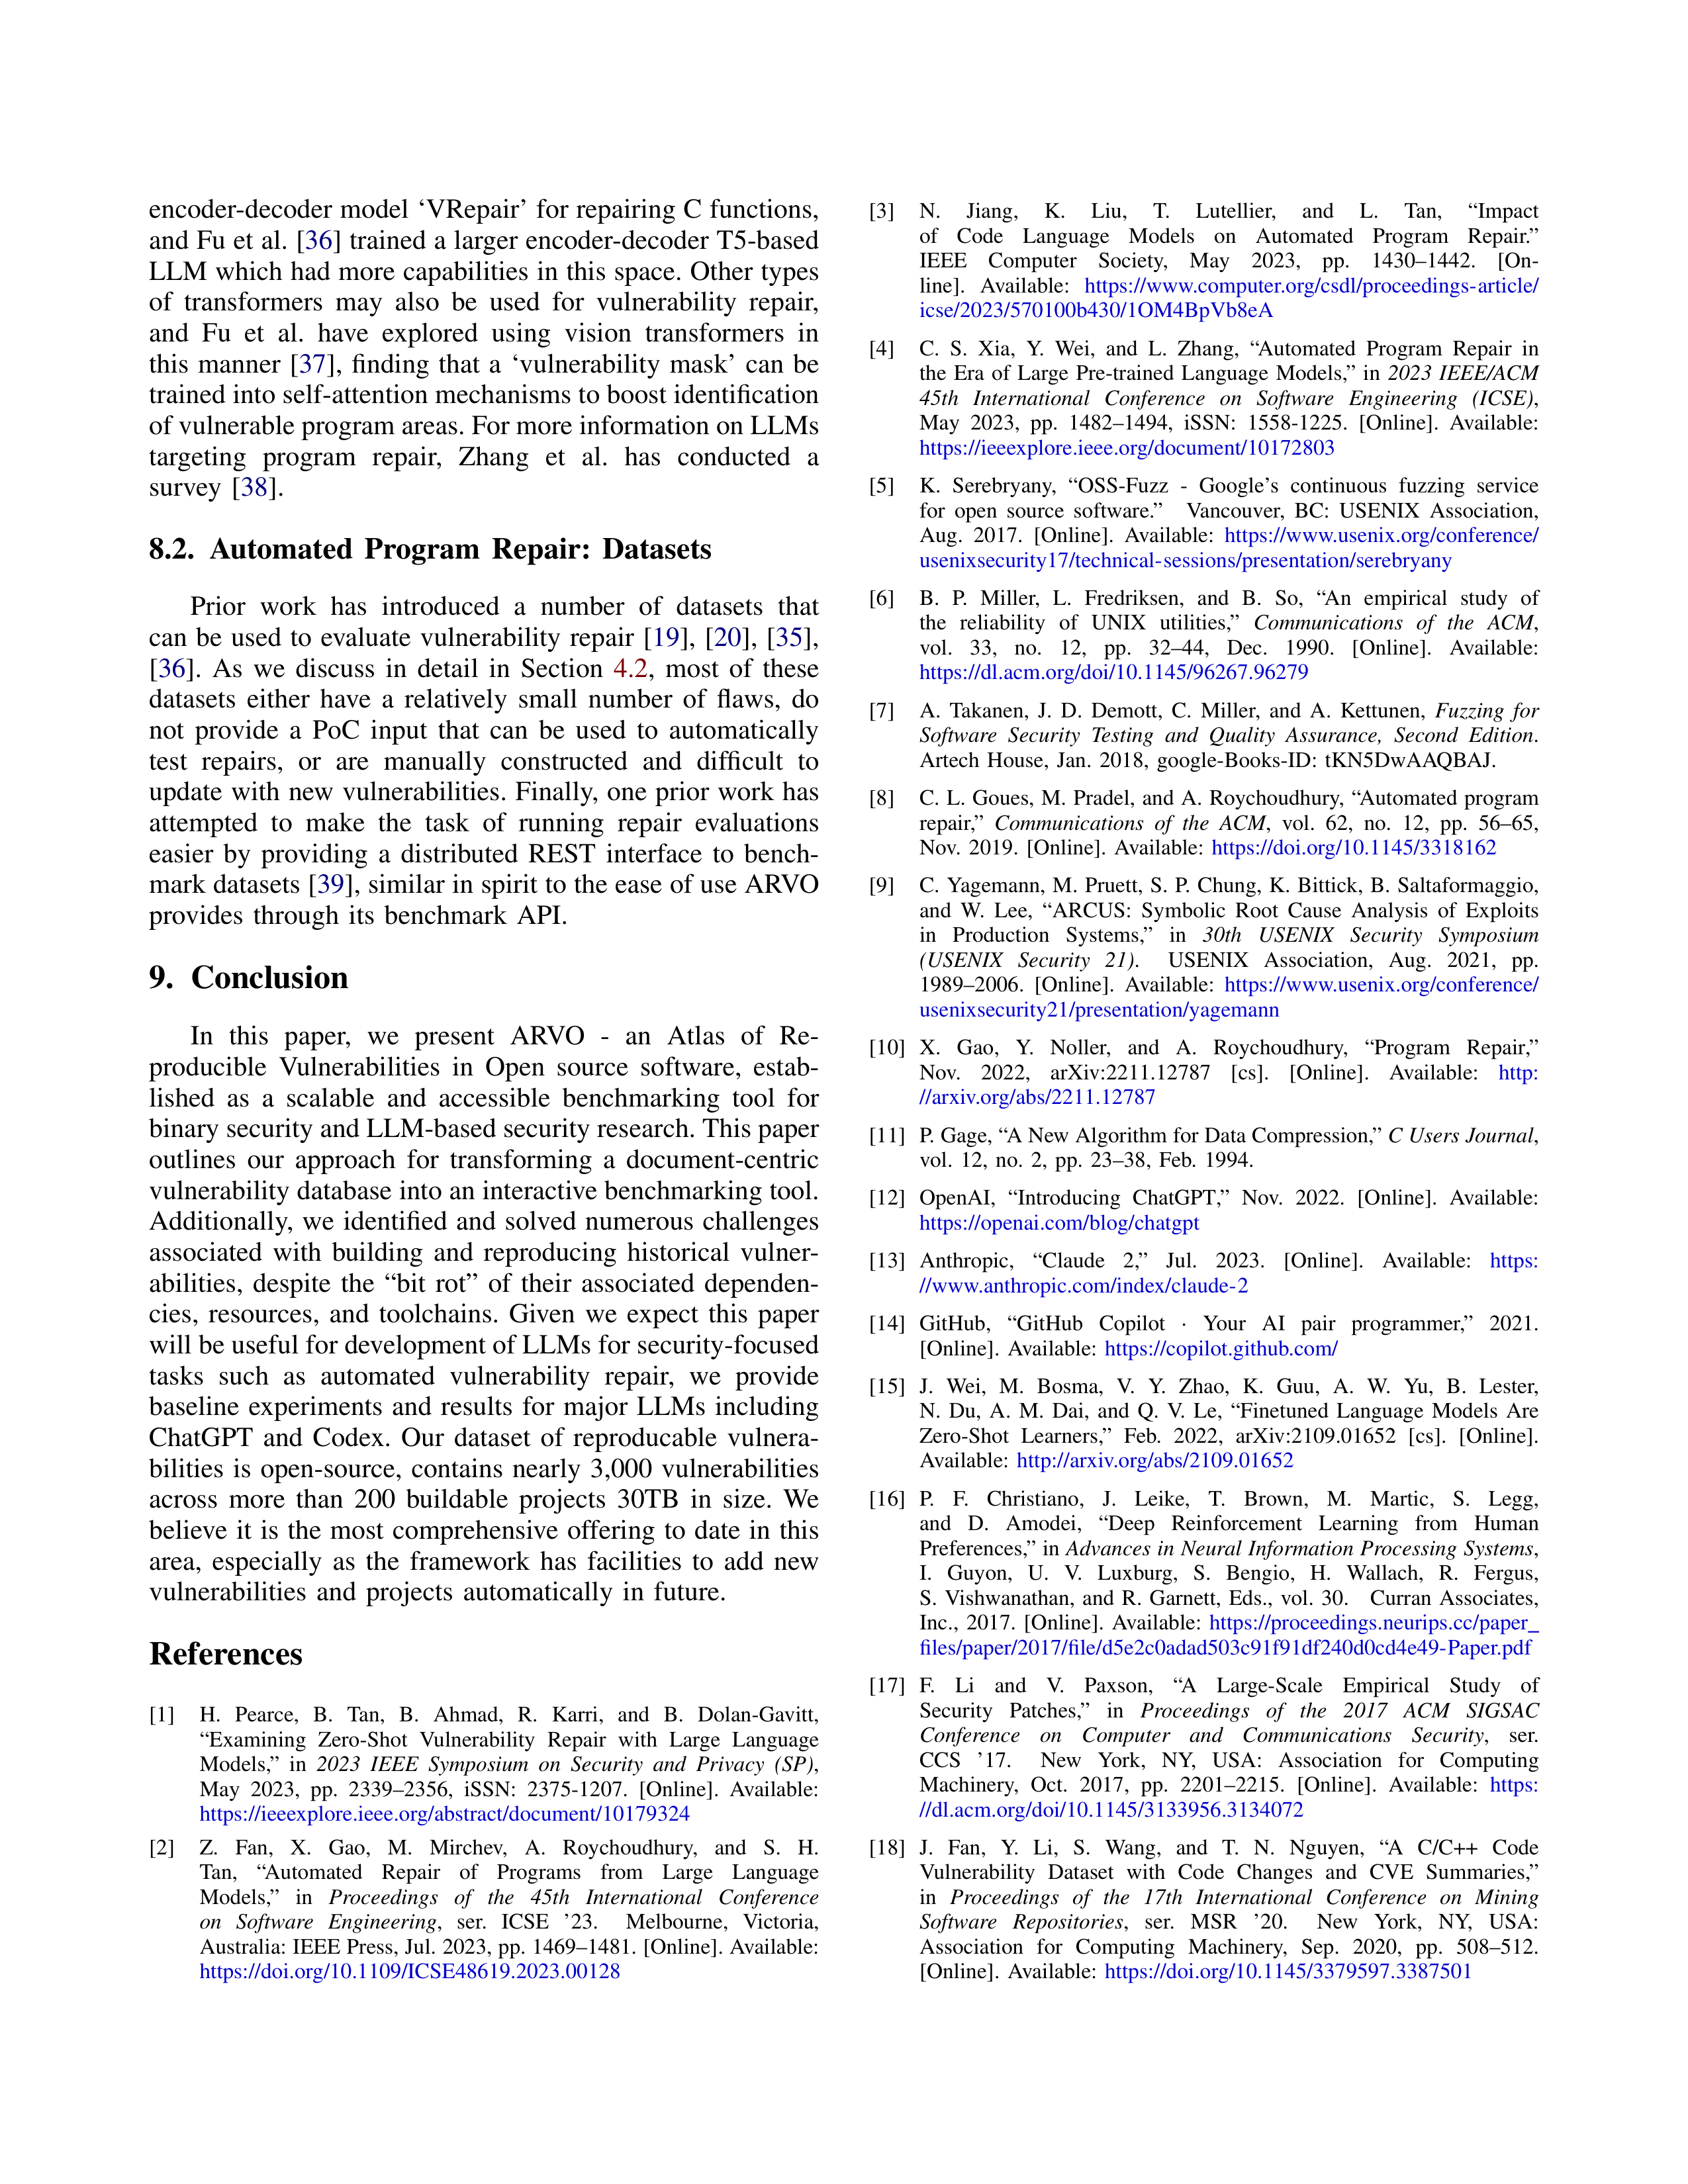 encoder-decoder model ‘VRepair’ for repairing C functions,
and Fu et al. [36] trained a larger encoder-decoder T5-based
LLM which had more capabilities in this space. Other types
of transformers may also be used for vulnerability repair,
and Fu et al. have explored using vision transformers in
this manner [37], finding that a ‘vulnerability mask’ can be
trained into self-attention mechanisms to boost identification
of vulnerable program areas. For more information on LLMs
targeting program repair, Zhang et al. has conducted a
survey [38].
8.2. Automated Program Repair: Datasets
Prior work has introduced a number of datasets that
can be used to evaluate vulnerability repair [19], [20], [35],
[36]. As we discuss in detail in Section 4.2, most of these
datasets either have a relatively small number of flaws, do
not provide a PoC input that can be used to automatically
test repairs, or are manually constructed and difficult to
update with new vulnerabilities. Finally, one prior work has
attempted to make the task of running repair evaluations
easier by providing a distributed REST interface to bench-
mark datasets [39], similar in spirit to the ease of use ARVO
provides through its benchmark API.
9. Conclusion
In this paper, we present ARVO - an Atlas of Re-
producible Vulnerabilities in Open source software, estab-
lished as a scalable and accessible benchmarking tool for
binary security and LLM-based security research. This paper
outlines our approach for transforming a document-centric
vulnerability database into an interactive benchmarking tool.
Additionally, we identified and solved numerous challenges
associated with building and reproducing historical vulner-
abilities, despite the “bit rot” of their associated dependen-
cies, resources, and toolchains. Given we expect this paper
will be useful for development of LLMs for security-focused
tasks such as automated vulnerability repair, we provide
baseline experiments and results for major LLMs including
ChatGPT and Codex. Our dataset of reproducable vulnera-
bilities is open-source, contains nearly 3,000 vulnerabilities
across more than 200 buildable projects 30TB in size. We
believe it is the most comprehensive offering to date in this
area, especially as the framework has facilities to add new
vulnerabilities and projects automatically in future.
References
[1] H. Pearce, B. Tan, B. Ahmad, R. Karri, and B. Dolan-Gavitt,
“Examining Zero-Shot Vulnerability Repair with Large Language
Models,” in 2023 IEEE Symposium on Security and Privacy (SP),
May 2023, pp. 2339–2356, iSSN: 2375-1207. [Online]. Available:
https://ieeexplore.ieee.org/abstract/document/10179324
[2] Z. Fan, X. Gao, M. Mirchev, A. Roychoudhury, and S. H.
Tan, “Automated Repair of Programs from Large Language
Models,” in Proceedings of the 45th International Conference
on Software Engineering, ser. ICSE ’23. Melbourne, Victoria,
Australia: IEEE Press, Jul. 2023, pp. 1469–1481. [Online]. Available:
https://doi.org/10.1109/ICSE48619.2023.00128
[3] N. Jiang, K. Liu, T. Lutellier, and L. Tan, “Impact
of Code Language Models on Automated Program Repair.”
IEEE Computer Society, May 2023, pp. 1430–1442. [On-
line]. Available: https://www.computer.org/csdl/proceedings-article/
icse/2023/570100b430/1OM4BpVb8eA
[4] C. S. Xia, Y. Wei, and L. Zhang, “Automated Program Repair in
the Era of Large Pre-trained Language Models,” in 2023 IEEE/ACM
45th International Conference on Software Engineering (ICSE),
May 2023, pp. 1482–1494, iSSN: 1558-1225. [Online]. Available:
https://ieeexplore.ieee.org/document/10172803
[5] K. Serebryany, “OSS-Fuzz - Google’s continuous fuzzing service
for open source software.” Vancouver, BC: USENIX Association,
Aug. 2017. [Online]. Available: https://www.usenix.org/conference/
usenixsecurity17/technical-sessions/presentation/serebryany
[6] B. P. Miller, L. Fredriksen, and B. So, “An empirical study of
the reliability of UNIX utilities,” Communications of the ACM,
vol. 33, no. 12, pp. 32–44, Dec. 1990. [Online]. Available:
https://dl.acm.org/doi/10.1145/96267.96279
[7] A. Takanen, J. D. Demott, C. Miller, and A. Kettunen, Fuzzing for
Software Security Testing and Quality Assurance, Second Edition.
Artech House, Jan. 2018, google-Books-ID: tKN5DwAAQBAJ.
[8] C. L. Goues, M. Pradel, and A. Roychoudhury, “Automated program
repair,” Communications of the ACM, vol. 62, no. 12, pp. 56–65,
Nov. 2019. [Online]. Available: https://doi.org/10.1145/3318162
[9] C. Yagemann, M. Pruett, S. P. Chung, K. Bittick, B. Saltaformaggio,
and W. Lee, “ARCUS: Symbolic Root Cause Analysis of Exploits
in Production Systems,” in 30th USENIX Security Symposium
(USENIX Security 21). USENIX Association, Aug. 2021, pp.
1989–2006. [Online]. Available: https://www.usenix.org/conference/
usenixsecurity21/presentation/yagemann
[10] X. Gao, Y. Noller, and A. Roychoudhury, “Program Repair,”
Nov. 2022, arXiv:2211.12787 [cs]. [Online]. Available: http:
//arxiv.org/abs/2211.12787
[11] P. Gage, “A New Algorithm for Data Compression,” C Users Journal,
vol. 12, no. 2, pp. 23–38, Feb. 1994.
[12] OpenAI, “Introducing ChatGPT,” Nov. 2022. [Online]. Available:
https://openai.com/blog/chatgpt
[13] Anthropic, “Claude 2,” Jul. 2023. [Online]. Available: https:
//www.anthropic.com/index/claude-2
[14] GitHub, “GitHub Copilot · Your AI pair programmer,” 2021.
[Online]. Available: https://copilot.github.com/
[15] J. Wei, M. Bosma, V. Y. Zhao, K. Guu, A. W. Yu, B. Lester,
N. Du, A. M. Dai, and Q. V. Le, “Finetuned Language Models Are
Zero-Shot Learners,” Feb. 2022, arXiv:2109.01652 [cs]. [Online].
Available: http://arxiv.org/abs/2109.01652
[16] P. F. Christiano, J. Leike, T. Brown, M. Martic, S. Legg,
and D. Amodei, “Deep Reinforcement Learning from Human
Preferences,” in Advances in Neural Information Processing Systems,
I. Guyon, U. V. Luxburg, S. Bengio, H. Wallach, R. Fergus,
S. Vishwanathan, and R. Garnett, Eds., vol. 30. Curran Associates,
Inc., 2017. [Online]. Available: https://proceedings.neurips.cc/paper_
files/paper/2017/file/d5e2c0adad503c91f91df240d0cd4e49-Paper.pdf
[17] F. Li and V. Paxson, “A Large-Scale Empirical Study of
Security Patches,” in Proceedings of the 2017 ACM SIGSAC
Conference on Computer and Communications Security, ser.
CCS ’17. New York, NY, USA: Association for Computing
Machinery, Oct. 2017, pp. 2201–2215. [Online]. Available: https:
//dl.acm.org/doi/10.1145/3133956.3134072
[18] J. Fan, Y. Li, S. Wang, and T. N. Nguyen, “A C/C++ Code
Vulnerability Dataset with Code Changes and CVE Summaries,”
in Proceedings of the 17th International Conference on Mining
Software Repositories, ser. MSR ’20. New York, NY, USA:
Association for Computing Machinery, Sep. 2020, pp. 508–512.
[Online]. Available: https://doi.org/10.1145/3379597.3387501